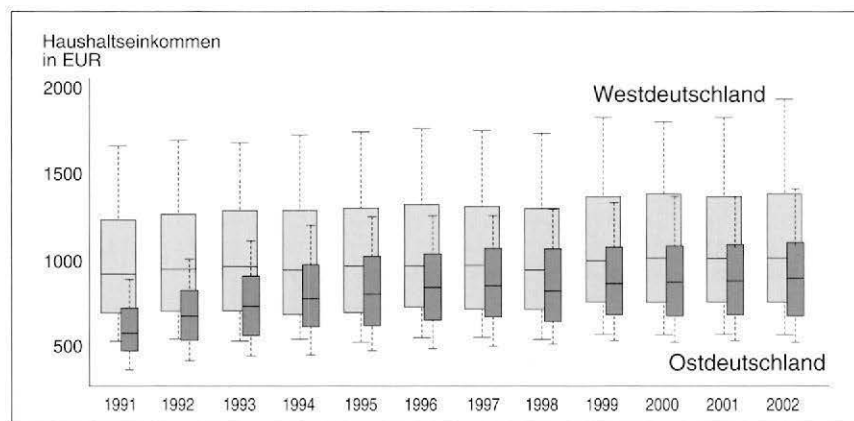 Haushaltseinkommen
in EUR
2000
Westdeutschland
1500
1000
500
Ostdeutschland
1991 1992 1993 1994 1995 1996 1997 1998 1999 2000 2001 2002